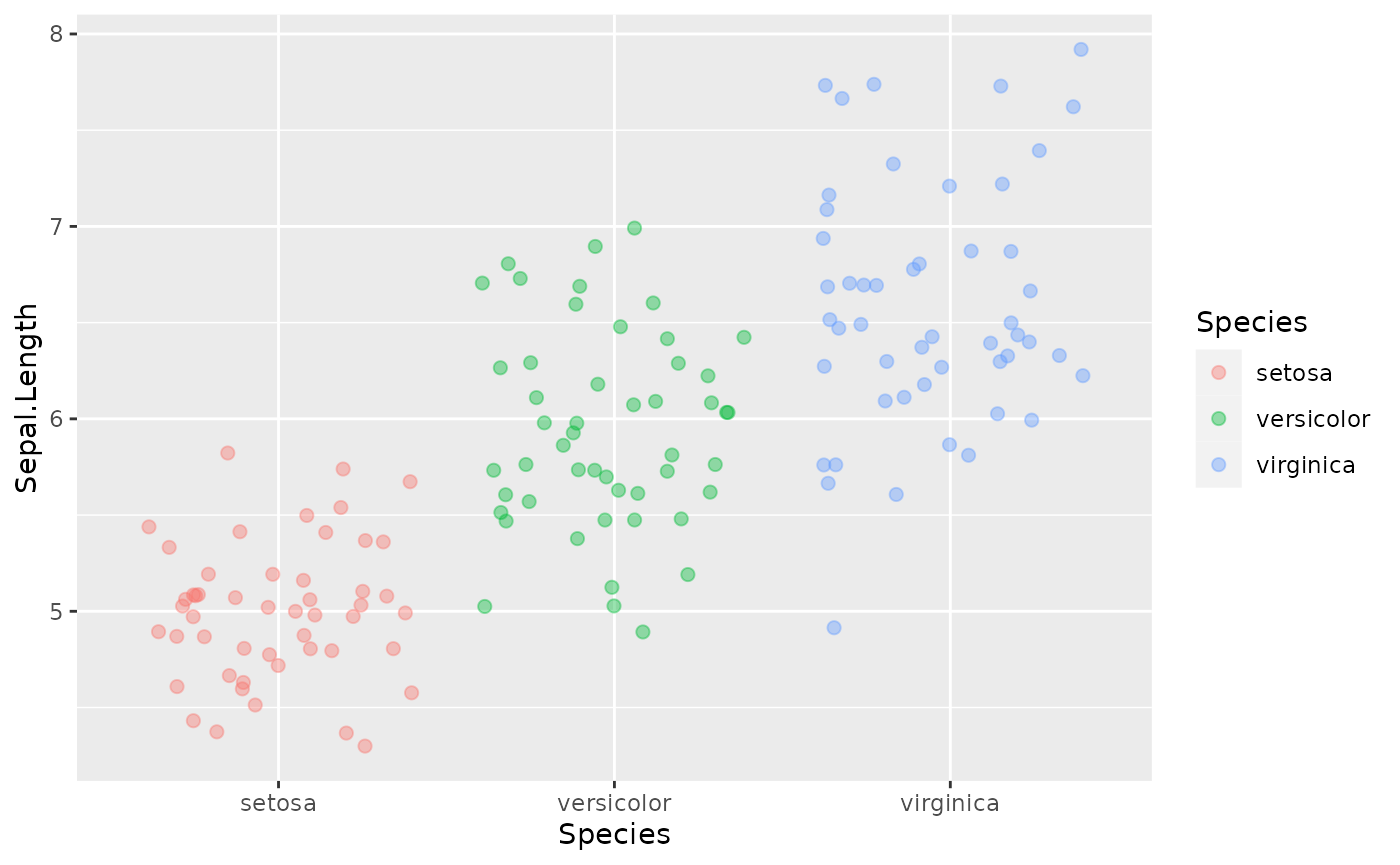 8
7
6
5
Sepal.Length
setosa
versicolor
virginica
Species
Species
setosa
versicolor
virginica